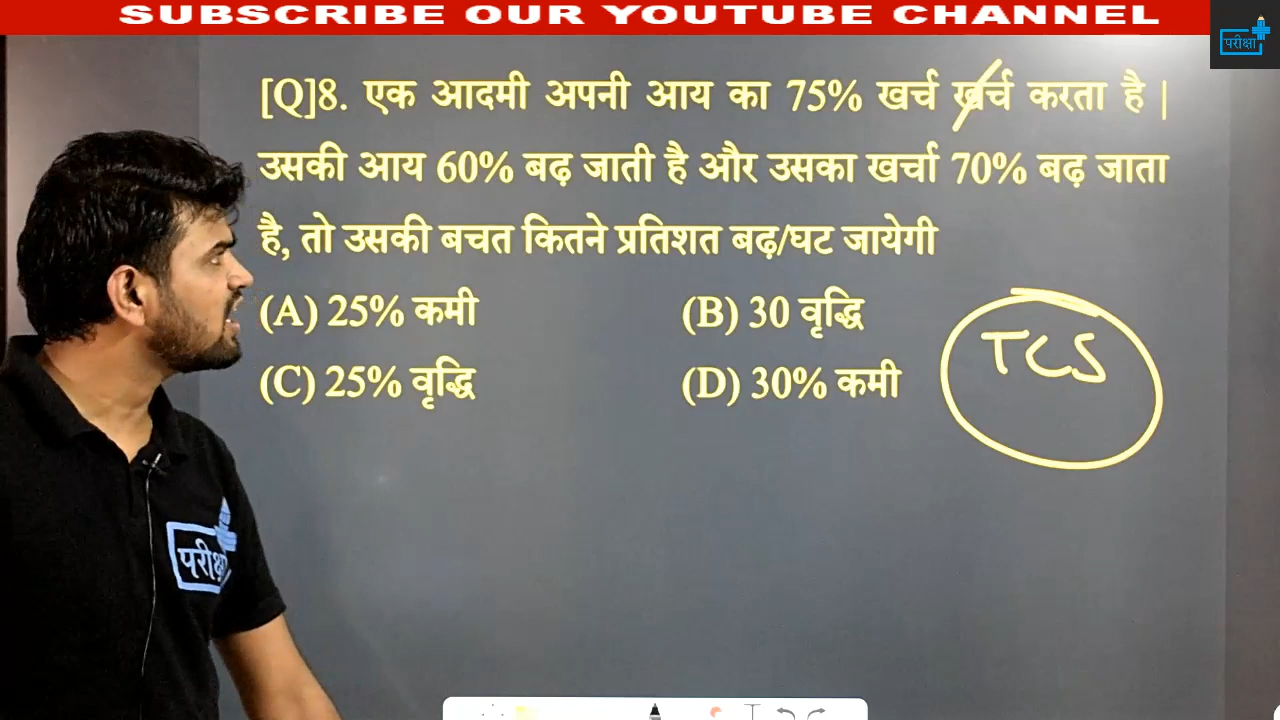 SUBSCRIBE OUR YOUTUBE CHANNEL
परीक्षा
[Q]8. एक आदमी अपनी आय का 75% खर्च खर्च करता है |
उसकी आय 60% बढ़ जाती है और उसका खर्चा 70% बढ़ जाता
है, तो उसकी बचत कितने प्रतिशत बढ़/घट जायेगी
(A) 25% कमी (B) 30 वृद्धि
(C) 25% वृद्धि (D) 30% कमी
TCS
परीक्षा